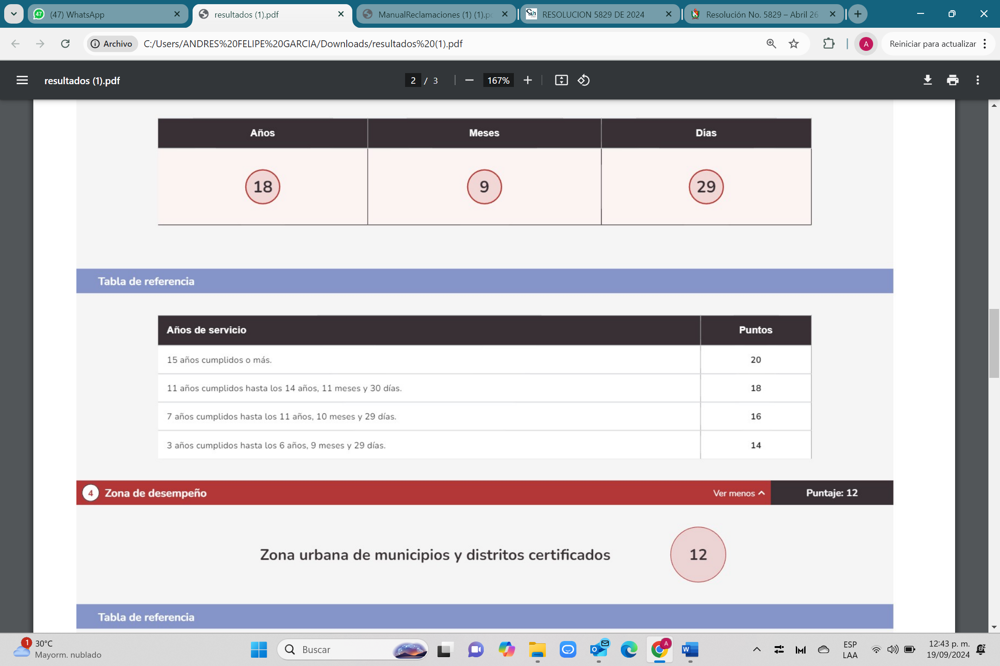 47 (47) WhatsApp
resultados (1).pdf
ManualReclamaciones (1) (1).pd
Suin RESOLUCION 5829 DE 2024
Resolución No. 5829 – Abril 26
Archivo C:/Users/ANDRES%20FELIPE%20GARCIA/Downloads/resultados%20(1).pdf A Reiniciar para actualizar
resultados (1).pdf 2 / 3 167%
Años Meses Días
18 9 29
Tabla de referencia
Años de servicio Puntos
15 años cumplidos o más. 20
11 años cumplidos hasta los 14 años, 11 meses y 30 días. 18
7 años cumplidos hasta los 11 años, 10 meses y 29 días. 16
3 años cumplidos hasta los 6 años, 9 meses y 29 días. 14
4 Zona de desempeño Ver menos Puntaje: 12
Zona urbana de municipios y distritos certificados 12
Tabla de referencia
1 30°C
Mayorm. nublado
Buscar
A
ESP
LAA
12:43 p. m.
19/09/2024